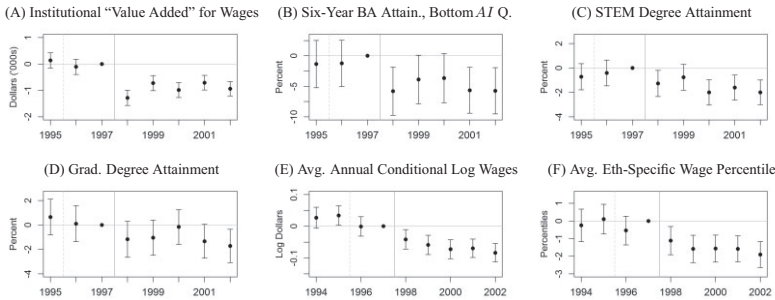 (A) Institutional “Value Added” for Wages
(B) Six-Year BA Attain., Bottom AI Q.
(C) STEM Degree Attainment
Dollars ('000s)
1
0
-1
-2
1995 1997 1999 2001
Percent
0
-5
-10
1995 1997 1999 2001
Percent
2
0
-2
-4
1995 1997 1999 2001
(D) Grad. Degree Attainment
(E) Avg. Annual Conditional Log Wages
(F) Avg. Eth-Specific Wage Percentile
Percent
2
0
-2
-4
1995 1997 1999 2001
Log Dollars
0.1
0
-0.1
1994 1996 1998 2000 2002
Percentiles
1
0
-1
-2
-3
1994 1996 1998 2000 2002